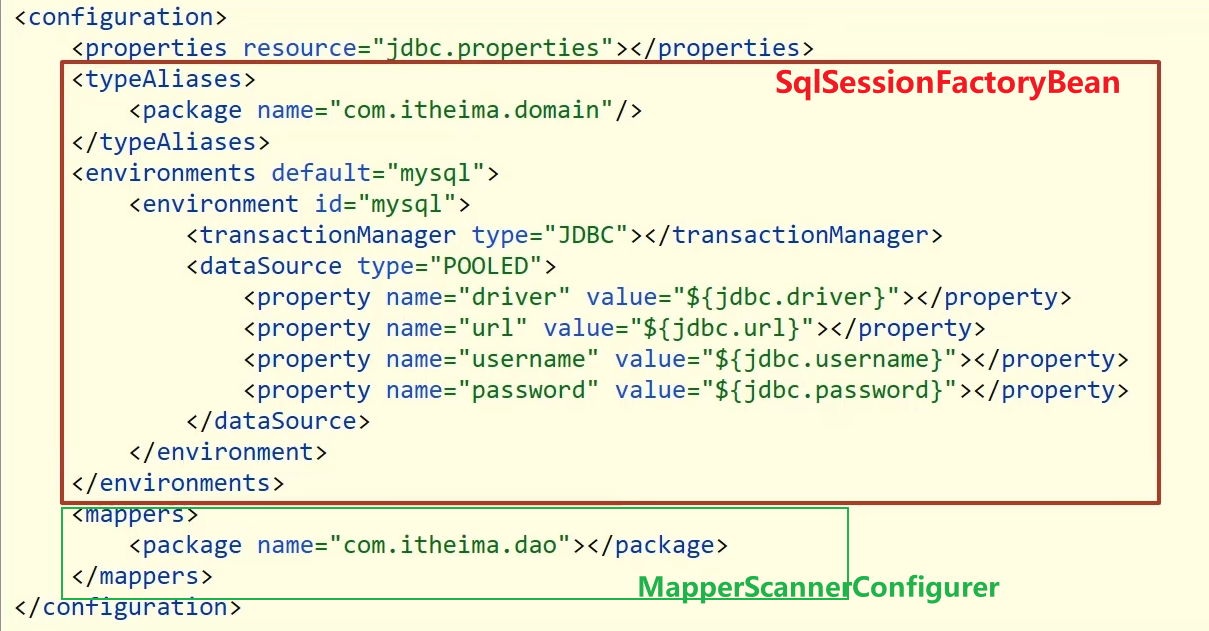 <configuration>
    <properties resource="jdbc.properties"></properties>
    <typeAliases>
SqlSessionFactoryBean
        <package name="com.itheima.domain"/>
    </typeAliases>
    <environments default="mysql">
        <environment id="mysql">
            <transactionManager type="JDBC"></transactionManager>
            <dataSource type="POOLED">
                <property name="driver" value="${jdbc.driver}"></property>
                <property name="url" value="${jdbc.url}"></property>
                <property name="username" value="${jdbc.username}"></property>
                <property name="password" value="${jdbc.password}"></property>
            </dataSource>
        </environment>
    </environments>
    <mappers>
        <package name="com.itheima.dao"></package>
    </mappers>
MapperScannerConfigurer
</configuration>